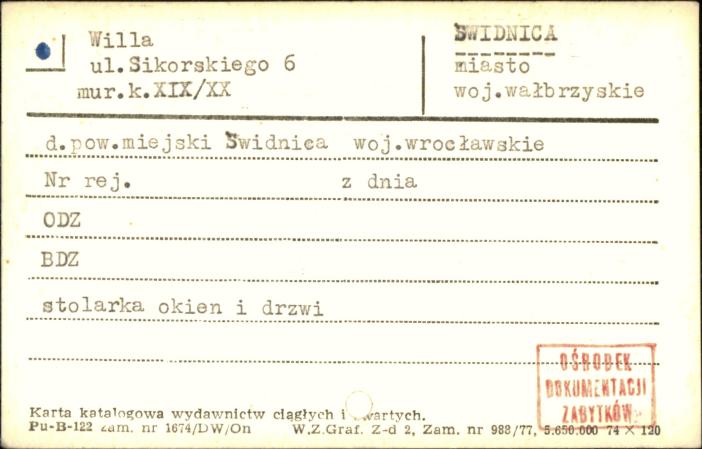 Willa
ul.Sikorskiego 6
mur.k.XIX/XX
ŚWIDNICA
miasto
woj.wałbrzyskie
d.pow.miejski Świdnica woj.wrocławskie
Nr rej. z dnia
ODZ
BDZ
stolarka okien i drzwi
OŚRODEK
DOKUMENTACJI
ZABYTKÓW
Karta katalogowa wydawnictw ciągłych i wartych.
Pu-B-122 zam. nr 1674/DW/On W.Z.Graf. Z-d 2, Zam. nr 988/77, 5.650.000 74 × 120